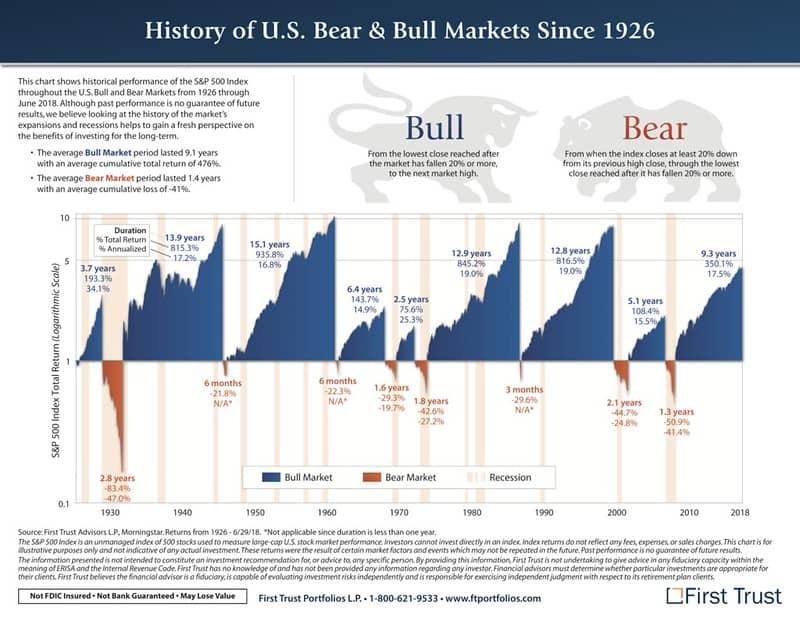 History of U.S. Bear & Bull Markets Since 1926
This chart shows historical performance of the S&P 500 Index
throughout the U.S. Bull and Bear Markets from 1926 through
June 2018. Although past performance is no guarantee of future
results, we believe looking at the history of the market's
expansions and recessions helps to gain a fresh perspective on
the benefits of investing for the long-term.
• The average Bull Market period lasted 9.1 years
with an average cumulative total return of 476%.
• The average Bear Market period lasted 1.4 years
with an average cumulative loss of -41%.
Bull
From the lowest close reached after
the market has fallen 20% or more,
to the next market high.
Bear
From when the index closes at least 20% down
from its previous high close, through the lowest
close reached after it has fallen 20% or more.
S&P 500 Index Total Return (Logarithmic Scale)
10
5
1
0.1
Duration
% Total Return
% Annualized
3.7 years
193.3%
34.1%
13.9 years
815.3%
17.2%
15.1 years
935.8%
16.8%
6.4 years
143.7%
14.9%
2.5 years
75.6%
25.3%
12.9 years
845.2%
19.0%
12.8 years
816.5%
19.0%
5.1 years
108.4%
15.5%
9.3 years
350.1%
17.5%
2.8 years
-83.4%
-47.0%
6 months
-21.8%
N/A*
6 months
-22.3%
N/A*
1.6 years
-29.3%
-19.7%
1.8 years
-42.6%
-27.2%
3 months
-29.6%
N/A*
2.1 years
-44.7%
-24.8%
1.3 years
-50.9%
-41.4%
Bull Market
Bear Market
Recession
1930
1940
1950
1960
1970
1980
1990
2000
2010
2018
Source: First Trust Advisors L.P., Morningstar. Returns from 1926 - 6/29/18. *Not applicable since duration is less than one year.
The S&P 500 Index is an unmanaged index of 500 stocks used to measure large-cap U.S. stock market performance. Investors cannot invest directly in an index. Index returns do not reflect any fees, expenses, or sales charges. This chart is for
illustrative purposes only and not indicative of any actual investment. These returns were the result of certain market factors and events which may not be repeated in the future. Past performance is no guarantee of future results.
The information presented is not intended to constitute an investment recommendation for, or advice to, any specific person. By providing this information, First Trust is not undertaking to give advice in any fiduciary capacity within the
meaning of ERISA and the Internal Revenue Code. First Trust has no knowledge of and has not been provided any information regarding any investor. Financial advisors must determine whether particular investments are appropriate for
their clients. First Trust believes the financial advisor is a fiduciary, is capable of evaluating investment risks independently and is responsible for exercising independent judgment with respect to its retirement plan clients.
Not FDIC Insured • Not Bank Guaranteed • May Lose Value
First Trust Portfolios L.P. • 1-800-621-9533 • www.ftportfolios.com
First Trust